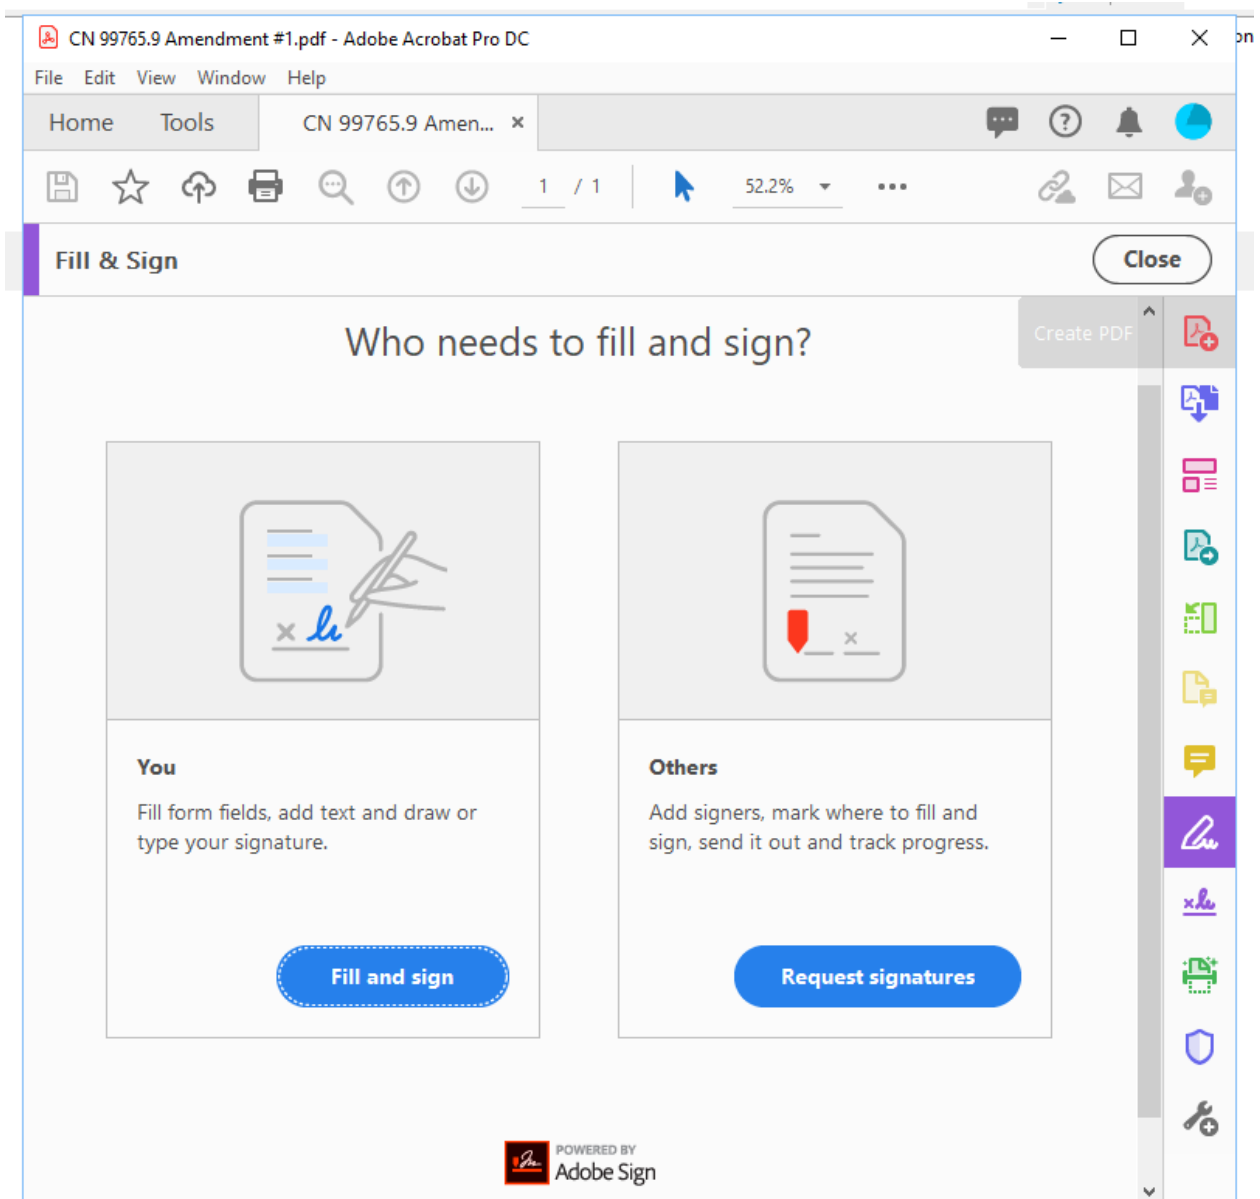 CN 99765.9 Amendment #1.pdf - Adobe Acrobat Pro DC
on
File Edit View Window Help
Home Tools CN 99765.9 Amen... ×
1 / 1 52.2%
Fill & Sign Close
Who needs to fill and sign?
Create PDF
You
Fill form fields, add text and draw or
type your signature.
Fill and sign
Others
Add signers, mark where to fill and
sign, send it out and track progress.
Request signatures
POWERED BY
Adobe Sign